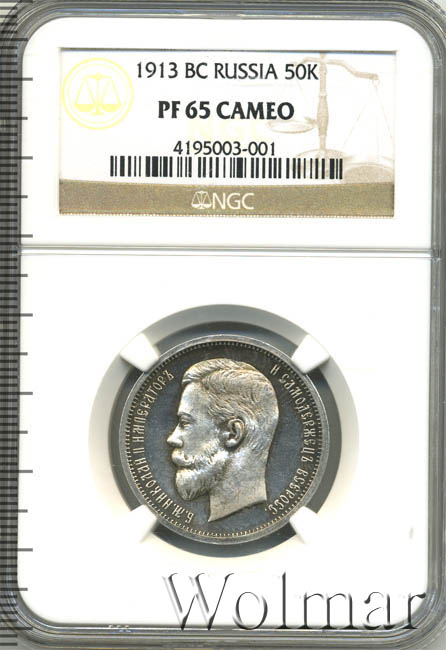 1913 BC RUSSIA 50K
PF 65 CAMEO
4195003-001
NGC
Б.М.НИКОЛАЙ II ИМПЕРАТОРЪ И САМОДЕРЖЕЦЪ ВСЕРОСС.
Wolmar